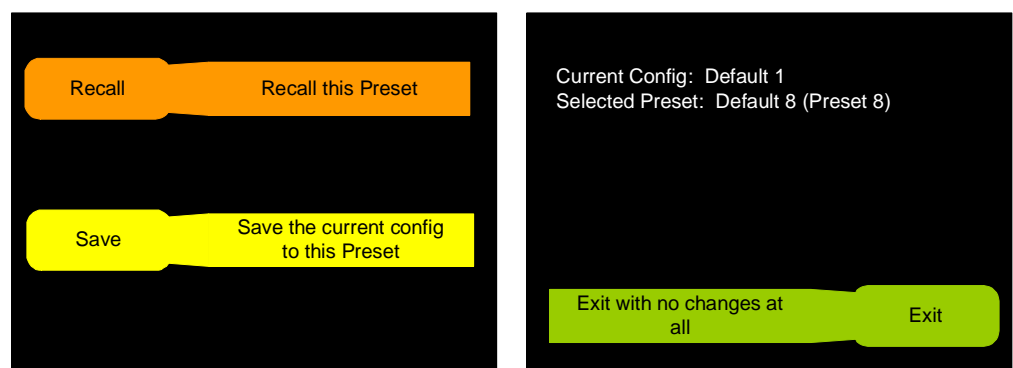 Recall
Recall this Preset
Save
Save the current config
to this Preset
Current Config:  Default 1
Selected Preset:  Default 8 (Preset 8)
Exit with no changes at
all
Exit